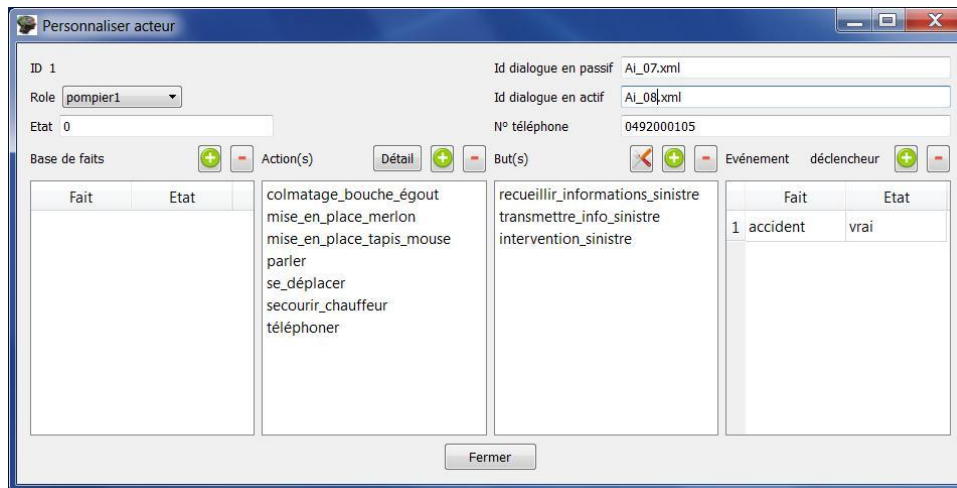 Personnaliser acteur
ID 1
Id dialogue en passif Ai_07.xml
Role pompier1
Id dialogue en actif Ai_08.xml
Etat 0
N° téléphone 0492000105
Base de faits
Action(s) Détail
But(s)
Evénement déclencheur
Fait Etat
colmatage_bouche_égout
mise_en_place_merlon
mise_en_place_tapis_mouse
parler
se_déplacer
secourir_chauffeur
téléphoner
recueillir_informations_sinistre
transmettre_info_sinistre
intervention_sinistre
Fait Etat
1 accident vrai
Fermer